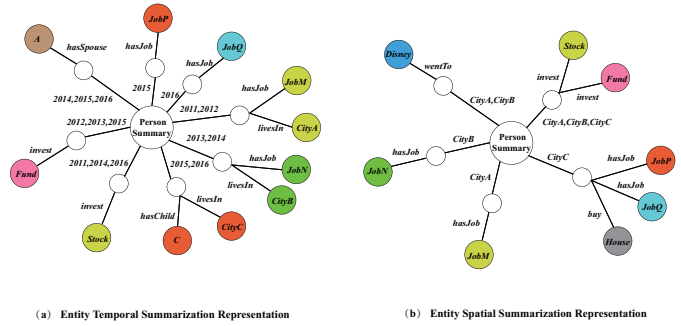 JobP
A
hasSpouse
hasJob
JobQ
hasJob
JobM
hasJob
2015
2016
2014,2015,2016
2011,2012
2012,2013,2015
Person
Summary
livesIn
CityA
2013,2014
invest
hasJob
JobN
2011,2014,2016
2015,2016
livesIn
Fund
CityB
invest
hasChild
livesIn
Stock
C
CityC
(a) Entity Temporal Summarization Representation
Disney
wentTo
Stock
invest
Fund
invest
CityA,CityB
CityA,CityB,CityC
CityB
Person
Summary
hasJob
CityC
hasJob
JobP
JobN
CityA
hasJob
JobQ
buy
hasJob
House
JobM
(b) Entity Spatial Summarization Representation